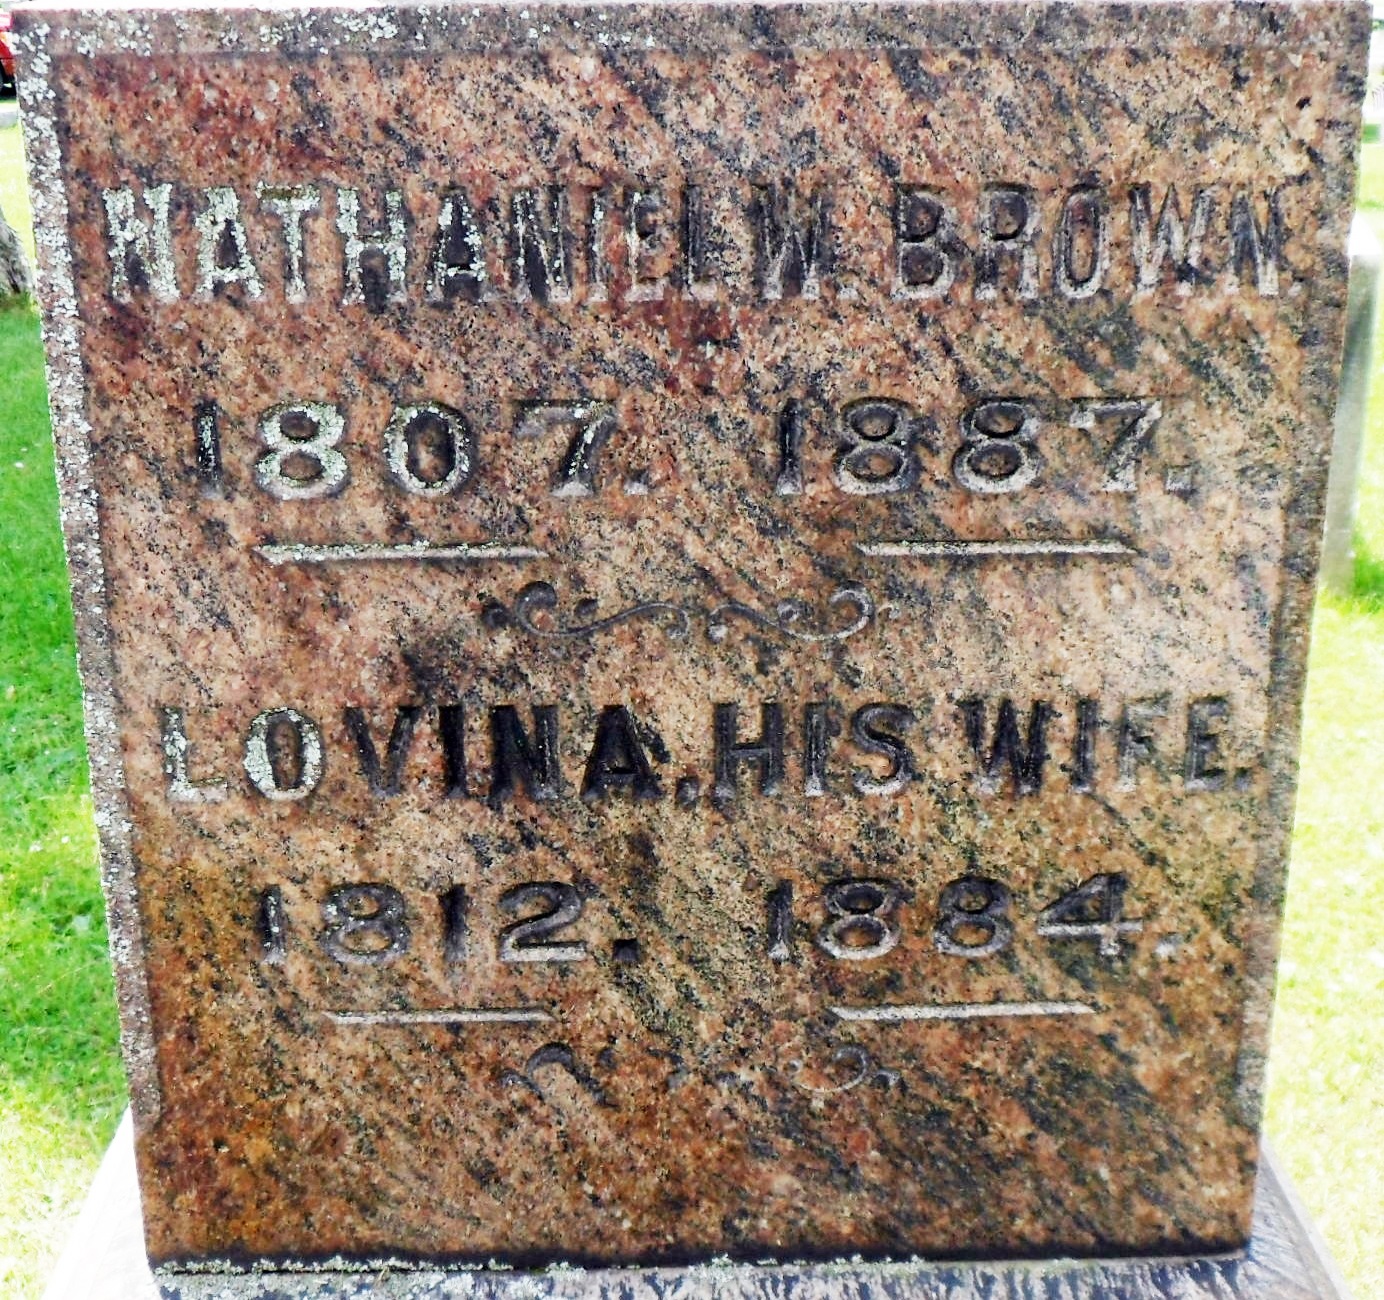 NATHANIEL W. BROWN.
1807. 1887.
LOVINA, HIS WIFE.
1812. 1884.